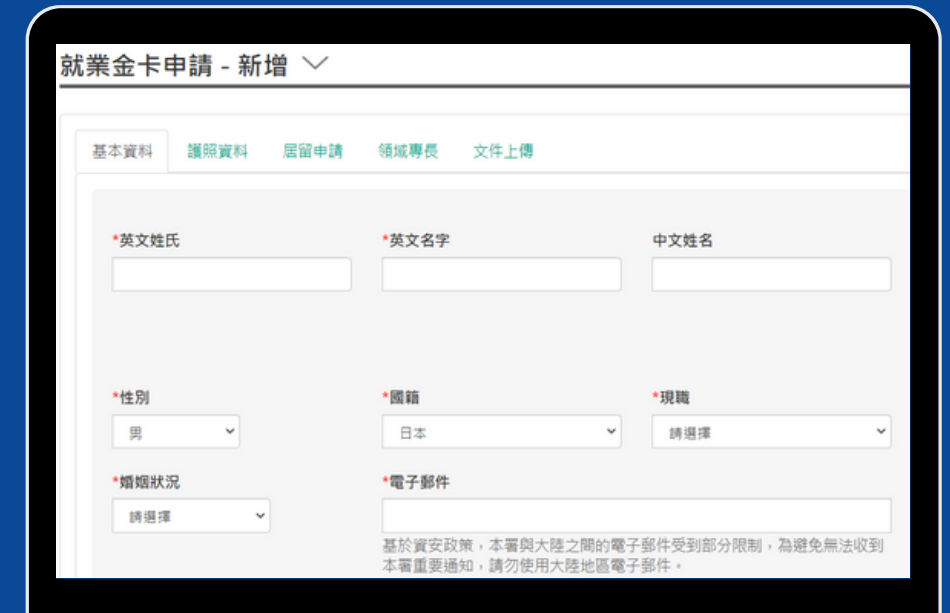 就業金卡申請 - 新增
基本資料 護照資料 居留申請 領域專長 文件上傳
*英文姓氏 *英文名字 中文姓名
*性別 *國籍 *現職
男 日本 請選擇
*婚姻狀況 *電子郵件
請選擇
基於資安政策，本署與大陸之間的電子郵件受到部分限制，為避免無法收到
本署重要通知，請勿使用大陸地區電子郵件。